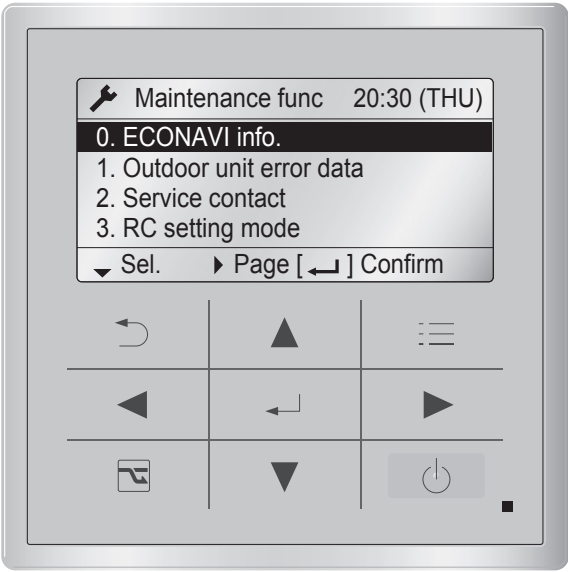 Maintenance func 20:30 (THU)
0. ECONAVI info.
1. Outdoor unit error data
2. Service contact
3. RC setting mode
Sel. Page [ ] Confirm